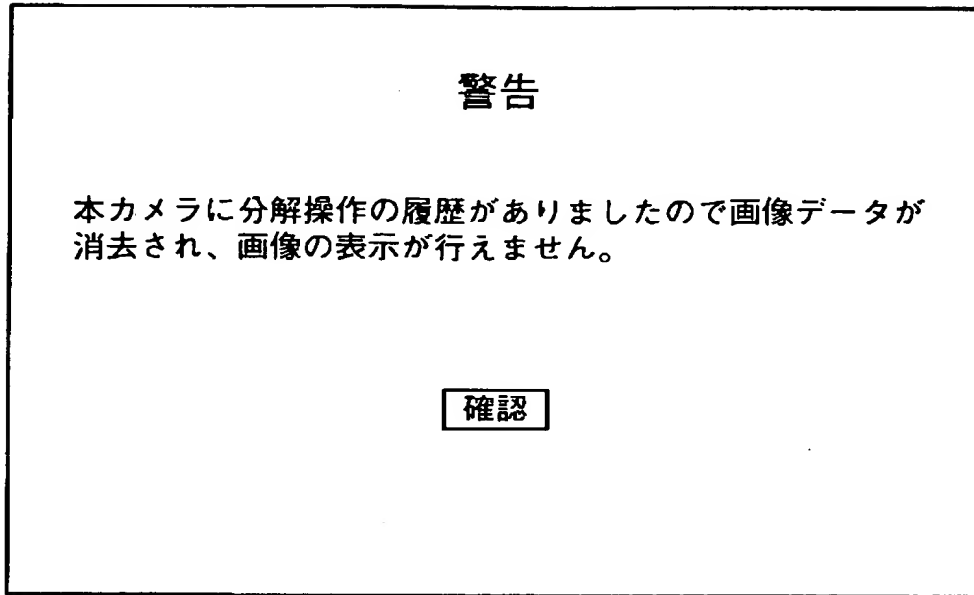 警告
本カメラに分解操作の履歴がありましたので画像データが
消去され、画像の表示が行えません。
確認